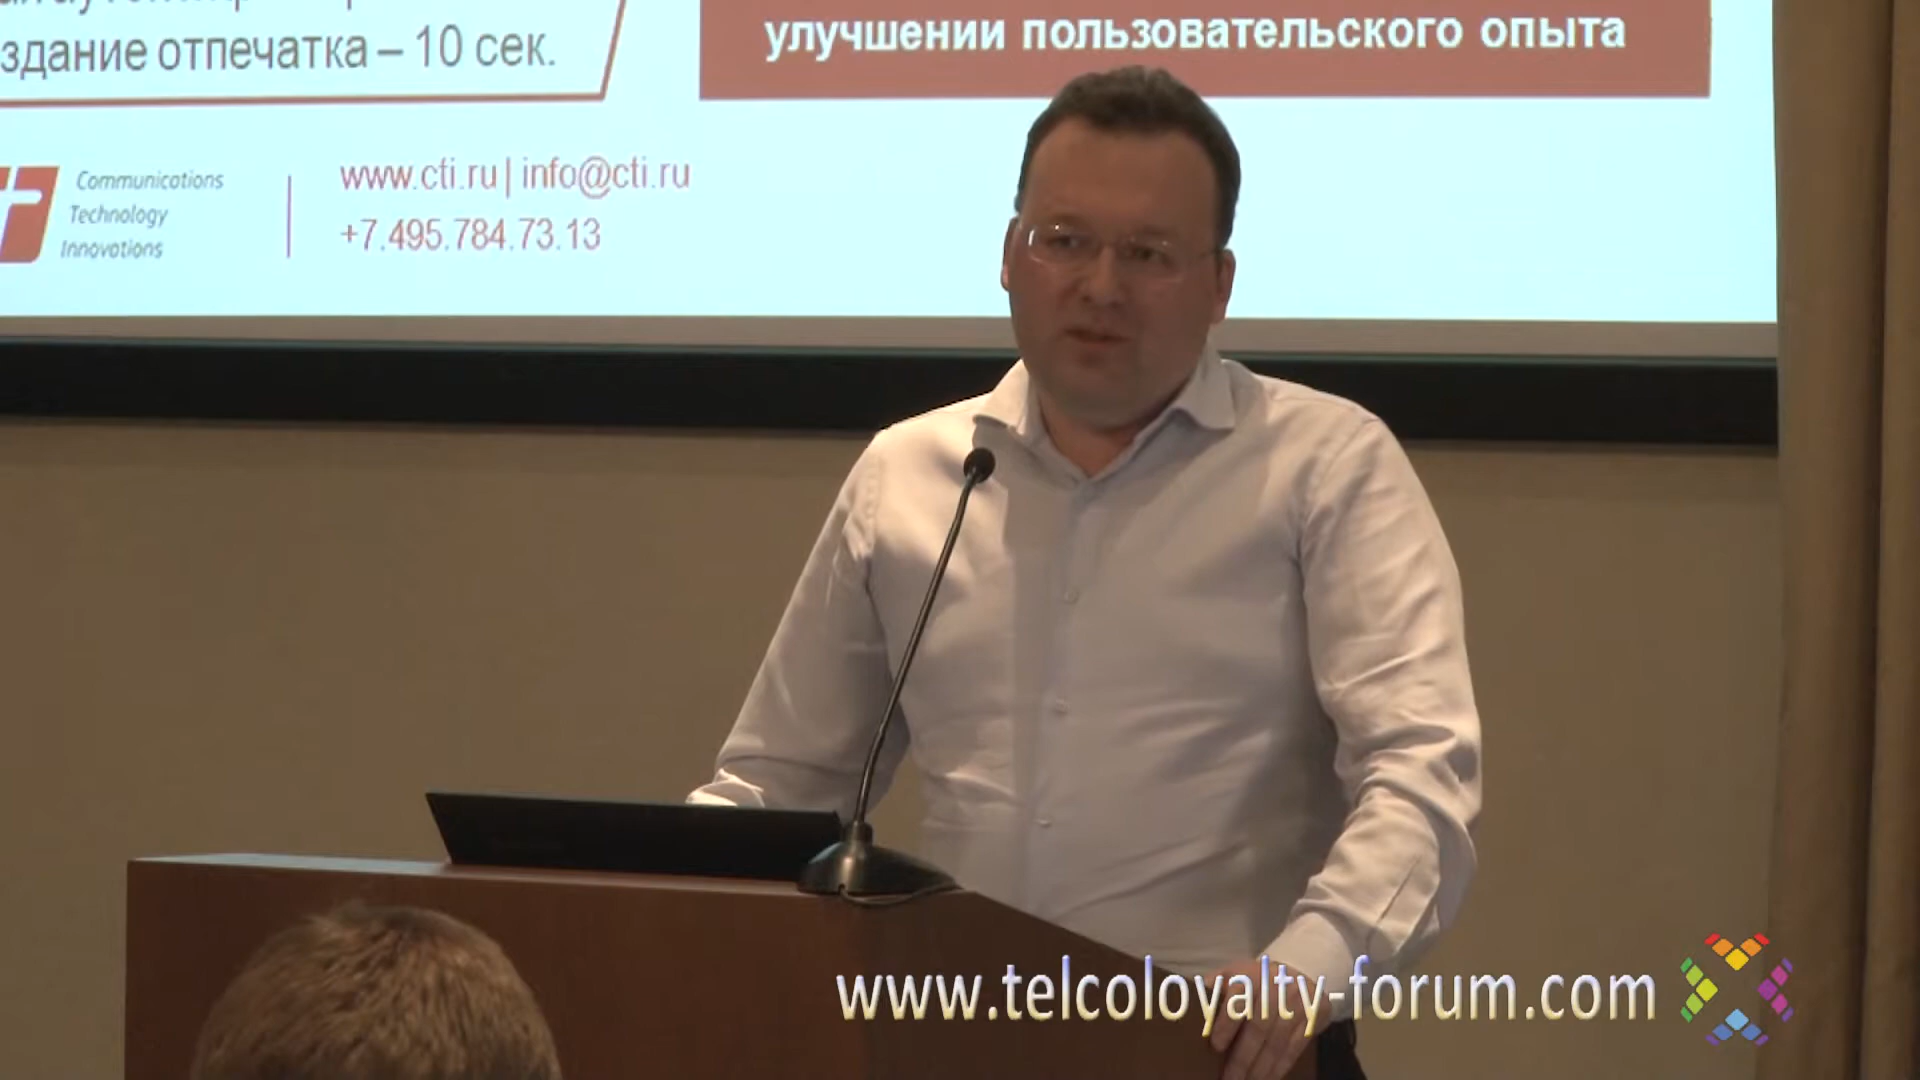 здание отпечатка – 10 сек.
улучшении пользовательского опыта
Communications
Technology
Innovations
www.cti.ru | info@cti.ru
+7.495.784.73.13
www.telcoloyalty-forum.com